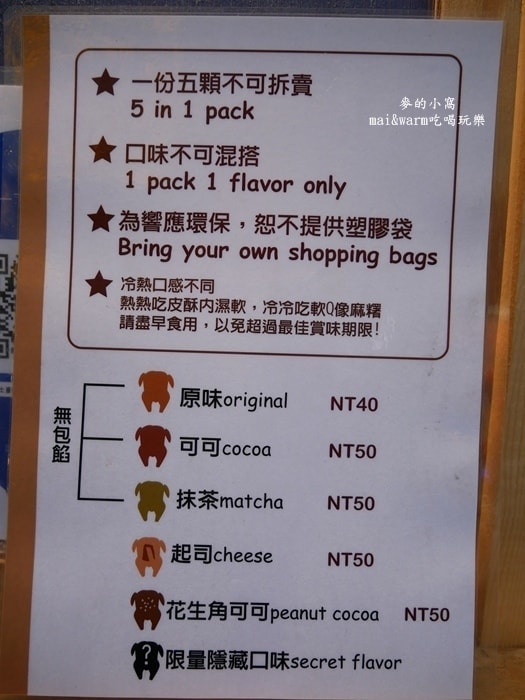 一份五顆不可拆賣
5 in 1 pack
麥的小窩
mai&warm吃喝玩樂
口味不可混搭
1 pack 1 flavor only
為響應環保，恕不提供塑膠袋
Bring your own shopping bags
冷熱口感不同
熱熱吃皮酥內濕軟，冷冷吃軟Q像麻糬
請盡早食用，以免超過最佳賞味期限!
無包餡
原味original NT40
可可cocoa NT50
抹茶matcha NT50
起司cheese NT50
花生角可可peanut cocoa NT50
?限量隱藏口味secret flavor